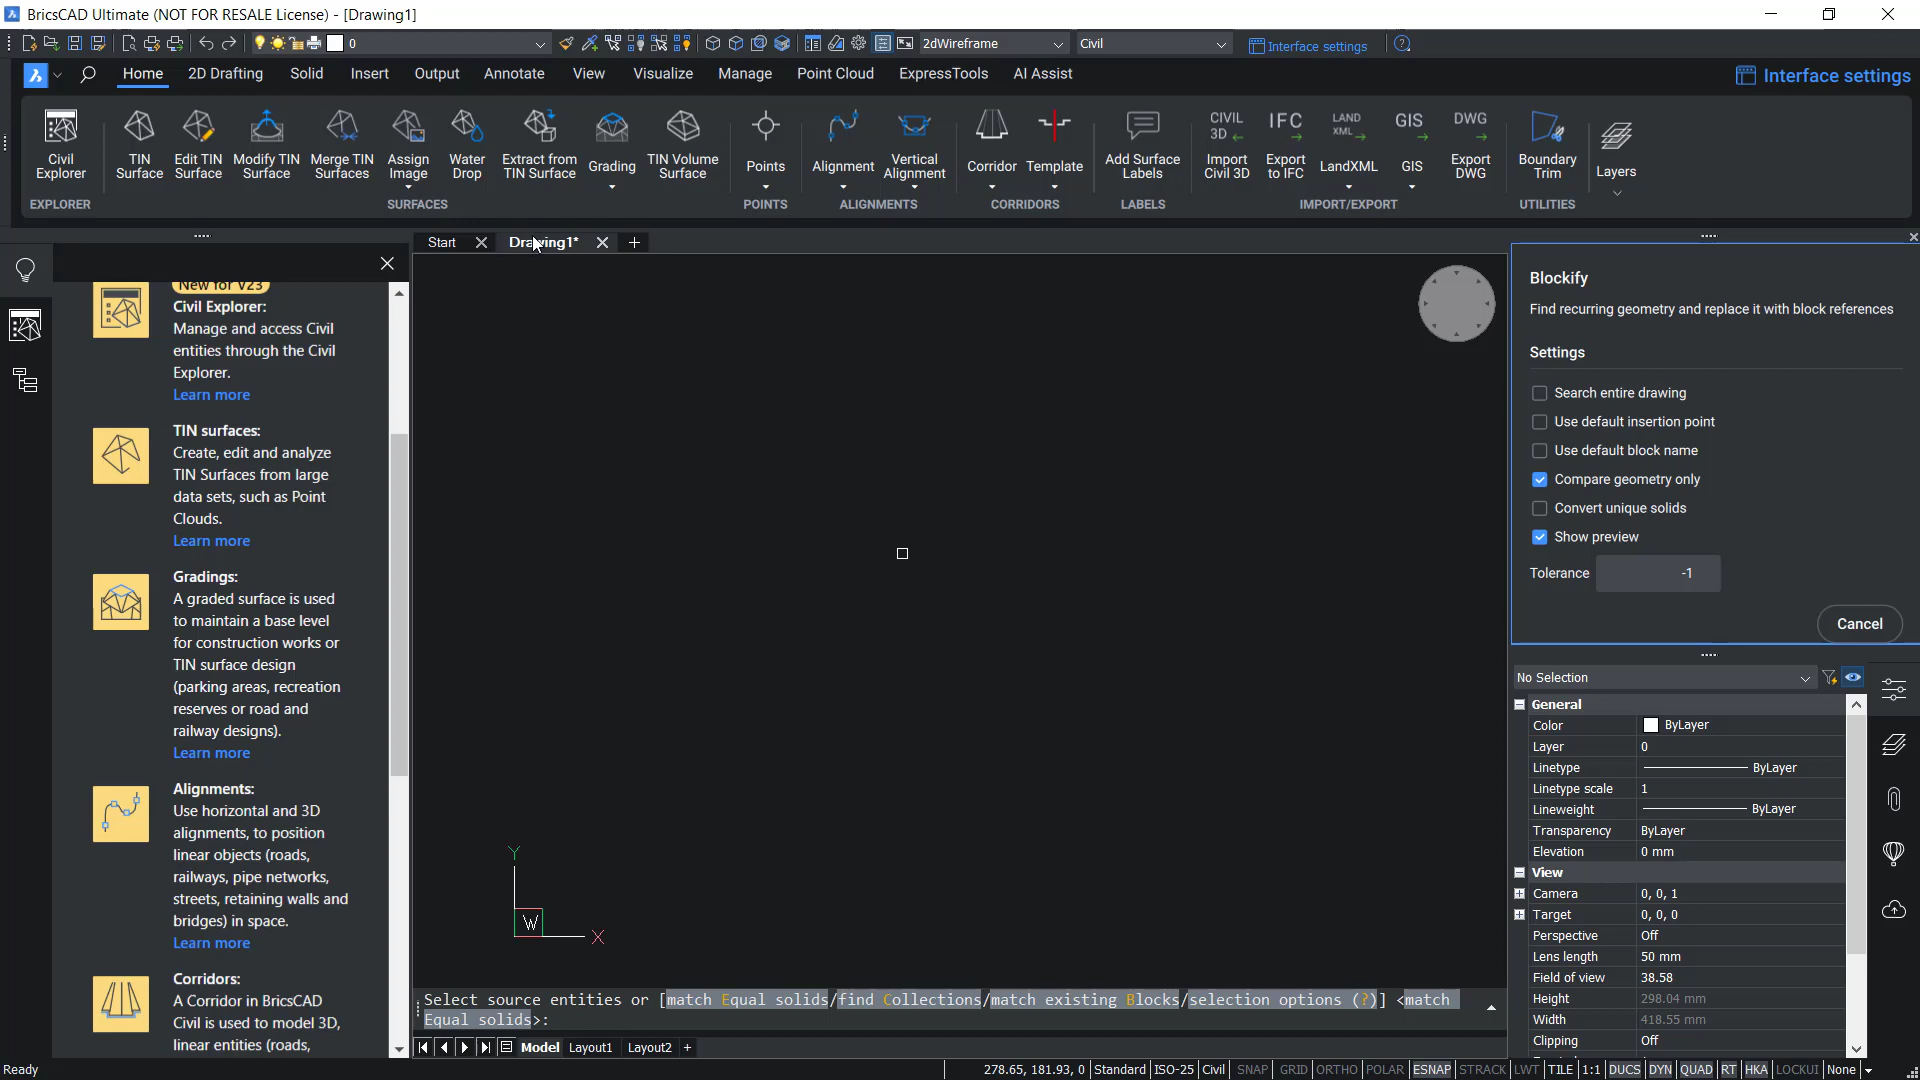 BricsCAD Ultimate (NOT FOR RESALE License) - [Drawing1]
0
2dWireframe
Civil
Interface settings
Home 2D Drafting Solid Insert Output Annotate View Visualize Manage Point Cloud ExpressTools AI Assist
Interface settings
Civil Explorer
TIN Surface
Edit TIN Surface
Modify TIN Surface
Merge TIN Surfaces
Assign Image
Water Drop
Extract from TIN Surface
Grading
TIN Volume Surface
Points
Alignment
Vertical Alignment
Corridor
Template
Add Surface Labels
CIVIL 3D
Import Civil 3D
IFC
Export to IFC
LAND XML
LandXML
GIS
GIS
DWG
Export DWG
Boundary Trim
Layers
EXPLORER SURFACES POINTS ALIGNMENTS CORRIDORS LABELS IMPORT/EXPORT UTILITIES
Start Drawing1* +
New for V23
Civil Explorer:
Manage and access Civil
entities through the Civil
Explorer.
Learn more
TIN surfaces:
Create, edit and analyze
TIN Surfaces from large
data sets, such as Point
Clouds.
Learn more
Gradings:
A graded surface is used
to maintain a base level
for construction works or
TIN surface design
(parking areas, recreation
reserves or road and
railway designs).
Learn more
Alignments:
Use horizontal and 3D
alignments, to position
linear objects (roads,
railways, pipe networks,
streets, retaining walls and
bridges) in space.
Learn more
Corridors:
A Corridor in BricsCAD
Civil is used to model 3D,
linear entities (roads,
Y
W
X
Select source entities or [match Equal solids/find Collections/match existing Blocks/selection options (?)] <match
Equal solids>:
Model Layout1 Layout2 +
Blockify
Find recurring geometry and replace it with block references
Settings
Search entire drawing
Use default insertion point
Use default block name
Compare geometry only
Convert unique solids
Show preview
Tolerance -1
Cancel
No Selection
General
Color ByLayer
Layer 0
Linetype ByLayer
Linetype scale 1
Lineweight ByLayer
Transparency ByLayer
Elevation 0 mm
View
Camera 0, 0, 1
Target 0, 0, 0
Perspective Off
Lens length 50 mm
Field of view 38.58
Height 298.04 mm
Width 418.55 mm
Clipping Off
Ready
278.65, 181.93, 0 Standard ISO-25 Civil SNAP GRID ORTHO POLAR ESNAP STRACK LWT TILE 1:1 DUCS DYN QUAD RT HKA LOCKUI None